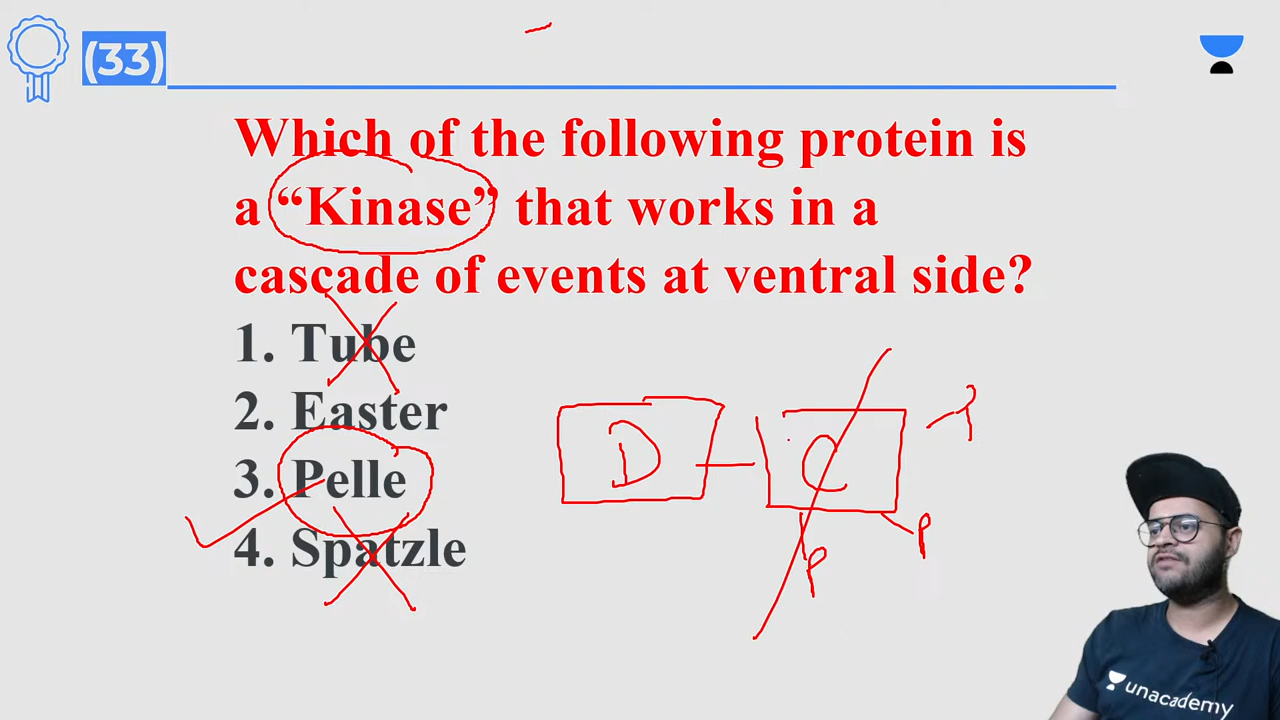 (33)
Which of the following protein is
a “Kinase” that works in a
cascade of events at ventral side?
1. Tube
2. Easter
3. Pelle
4. Spatzle
D
C
P
P
P
unacademy